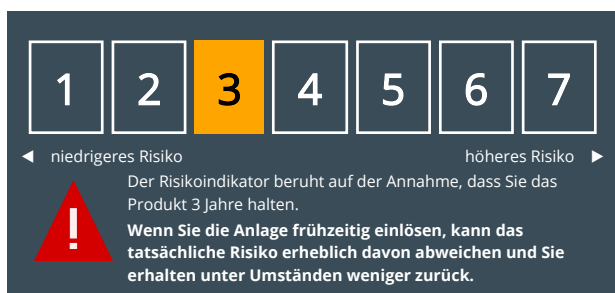 1 2 3 4 5 6 7
◄ niedrigeres Risiko höheres Risiko ►
Der Risikoindikator beruht auf der Annahme, dass Sie das
Produkt 3 Jahre halten.
!
Wenn Sie die Anlage frühzeitig einlösen, kann das
tatsächliche Risiko erheblich davon abweichen und Sie
erhalten unter Umständen weniger zurück.